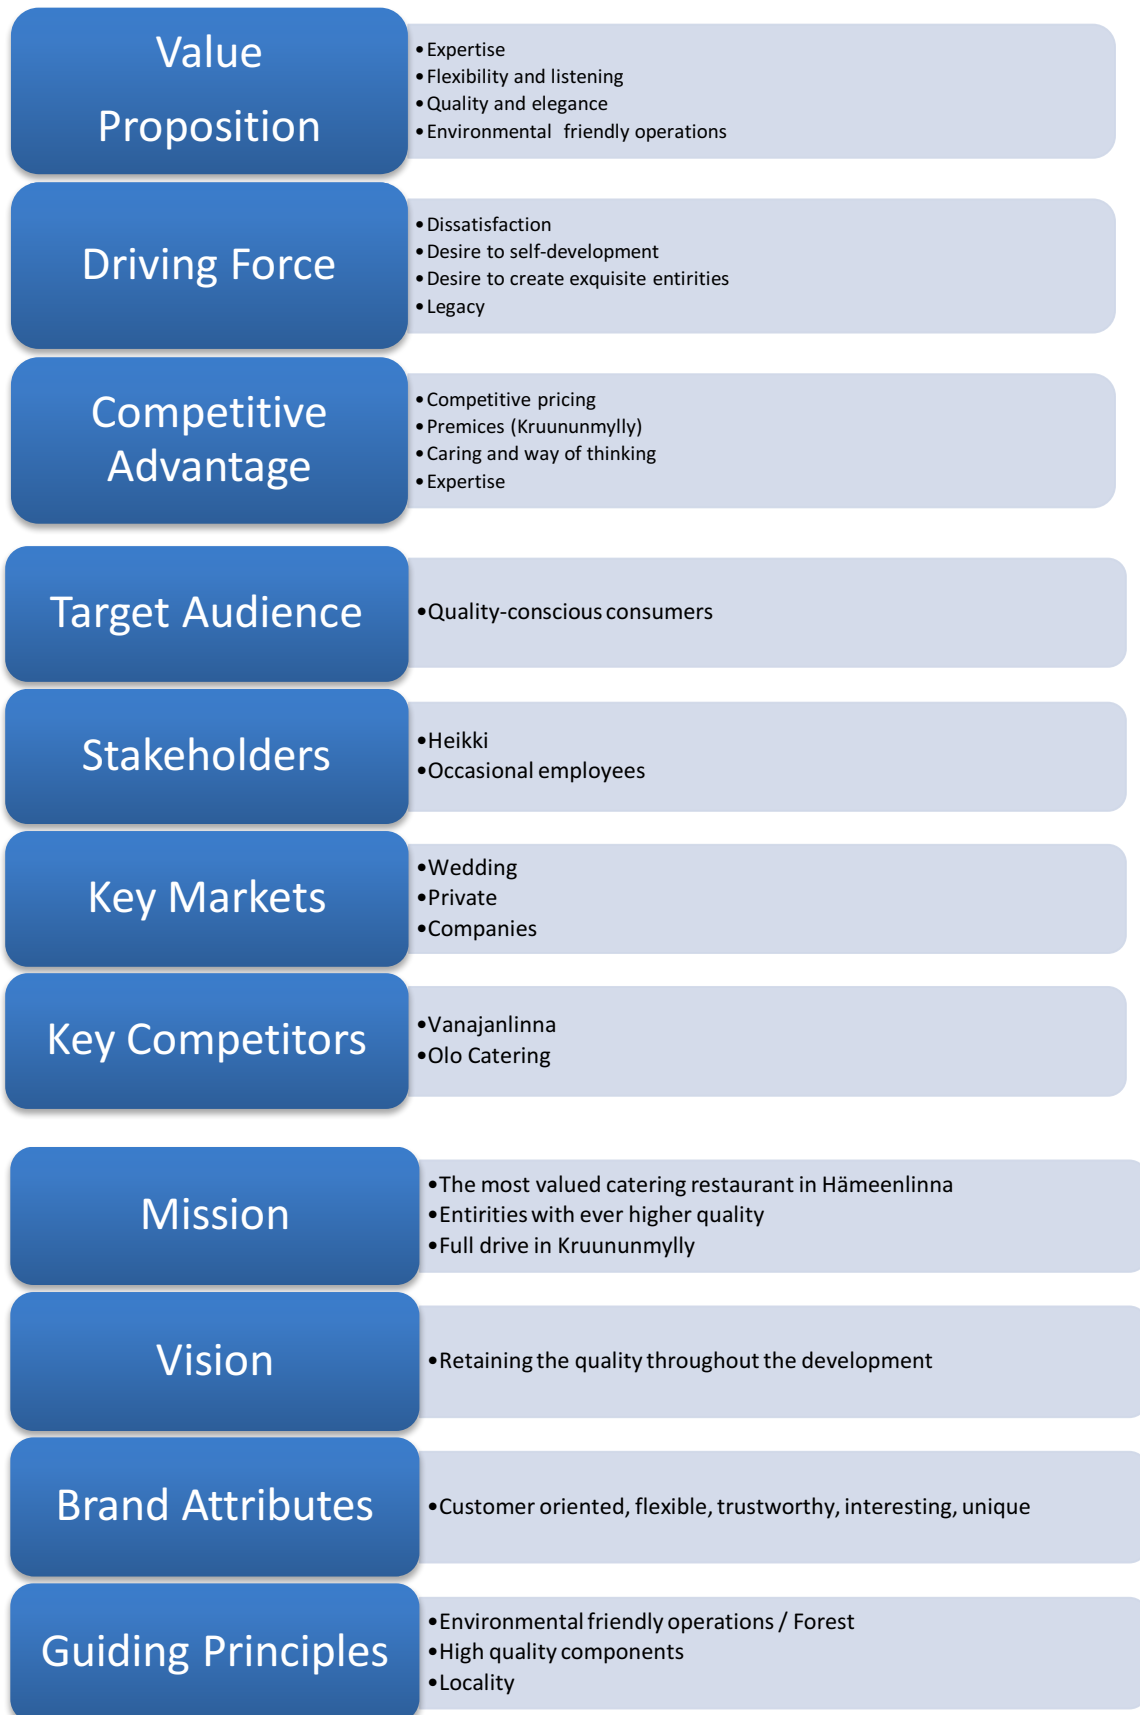 Value
Proposition
•Expertise
•Flexibility and listening
•Quality and elegance
•Environmental friendly operations
Driving Force
•Dissatisfaction
•Desire to self-development
•Desire to create exquisite entirities
•Legacy
Competitive
Advantage
•Competitive pricing
•Premices (Kruununmylly)
•Caring and way of thinking
•Expertise
Target Audience
•Quality-conscious consumers
Stakeholders
•Heikki
•Occasional employees
Key Markets
•Wedding
•Private
•Companies
Key Competitors
•Vanajanlinna
•Olo Catering
Mission
•The most valued catering restaurant in Hämeenlinna
•Entirities with ever higher quality
•Full drive in Kruununmylly
Vision
•Retaining the quality throughout the development
Brand Attributes
•Customer oriented, flexible, trustworthy, interesting, unique
Guiding Principles
•Environmental friendly operations / Forest
•High quality components
•Locality